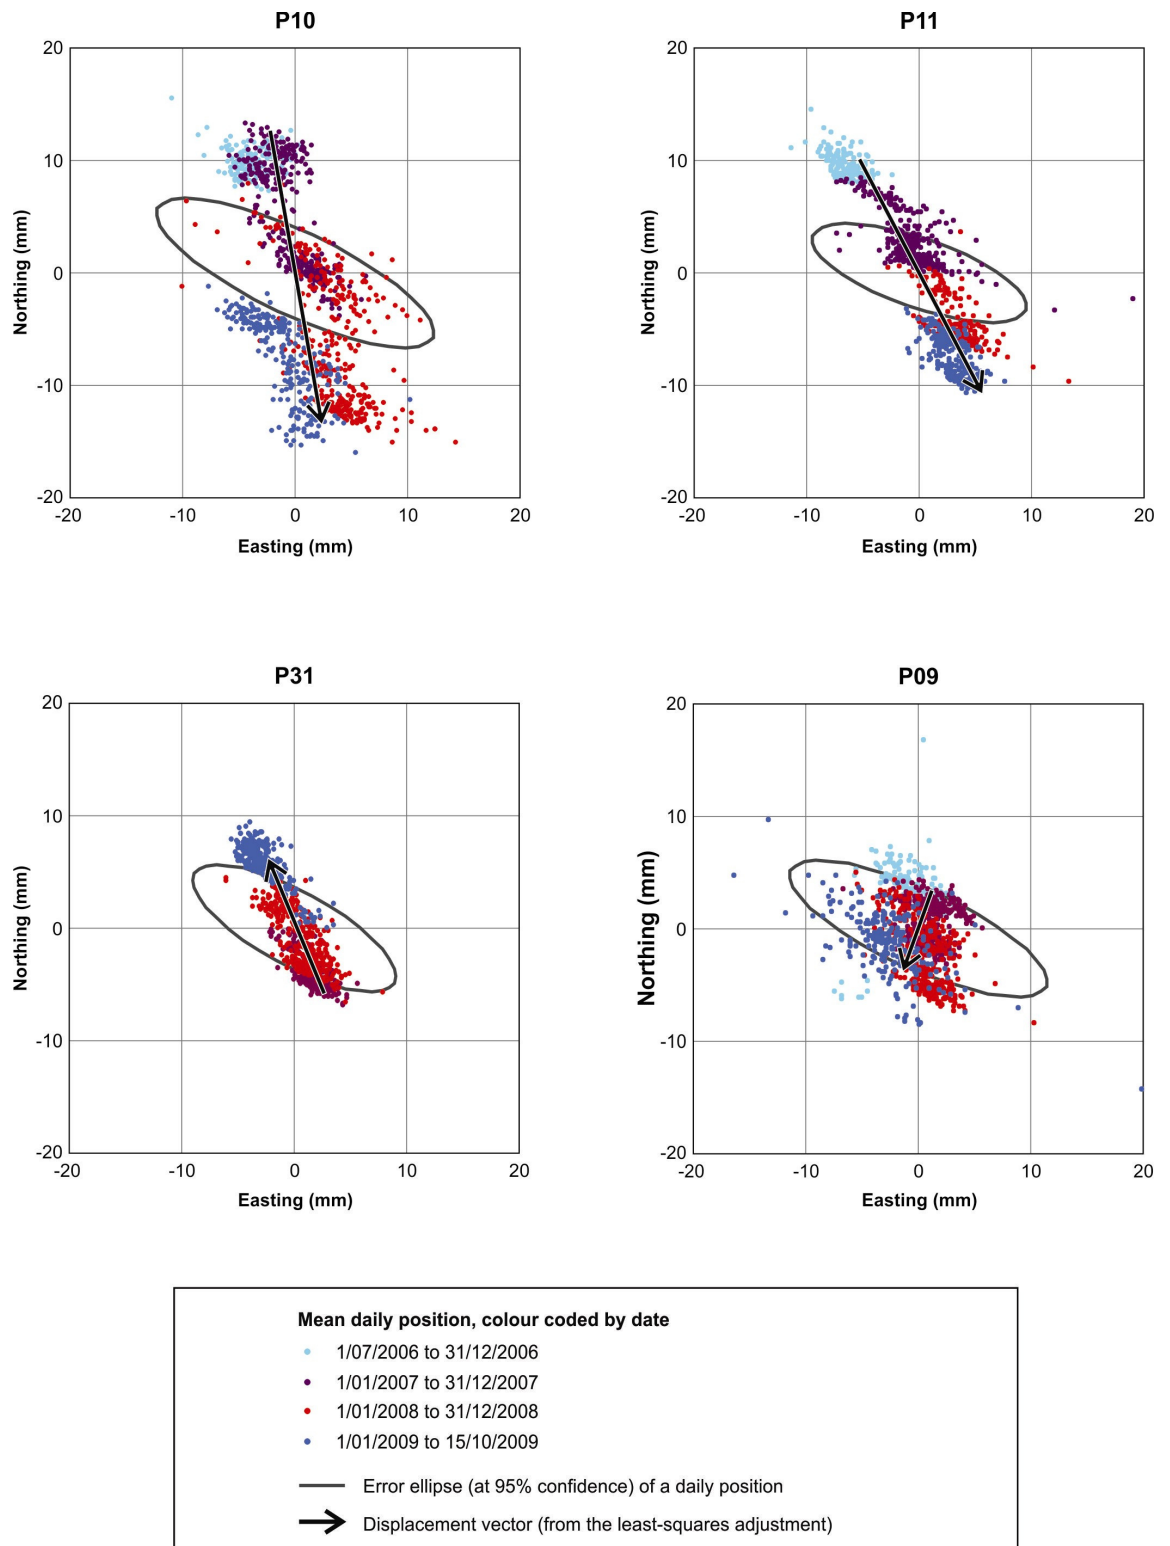 P10
P11
20
10
0
-10
-20
Northing (mm)
-20
-10
0
10
20
Easting (mm)
20
10
0
-10
-20
Northing (mm)
-20
-10
0
10
20
Easting (mm)
P31
P09
20
10
0
-10
-20
Northing (mm)
-20
-10
0
10
20
Easting (mm)
20
10
0
-10
-20
Northing (mm)
-20
-10
0
10
20
Easting (mm)
Mean daily position, colour coded by date
1/07/2006 to 31/12/2006
1/01/2007 to 31/12/2007
1/01/2008 to 31/12/2008
1/01/2009 to 15/10/2009
Error ellipse (at 95% confidence) of a daily position
Displacement vector (from the least-squares adjustment)